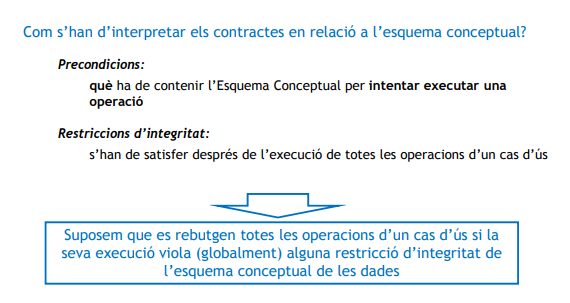 Com s’han d’interpretar els contractes en relació a l’esquema conceptual?
Precondicions:
què ha de contenir l’Esquema Conceptual per intentar executar una
operació
Restriccions d’integritat:
s’han de satisfer després de l’execució de totes les operacions d’un cas d’ús
Suposem que es rebutgen totes les operacions d’un cas d’ús si la
seva execució viola (globalment) alguna restricció d’integritat de
l’esquema conceptual de les dades